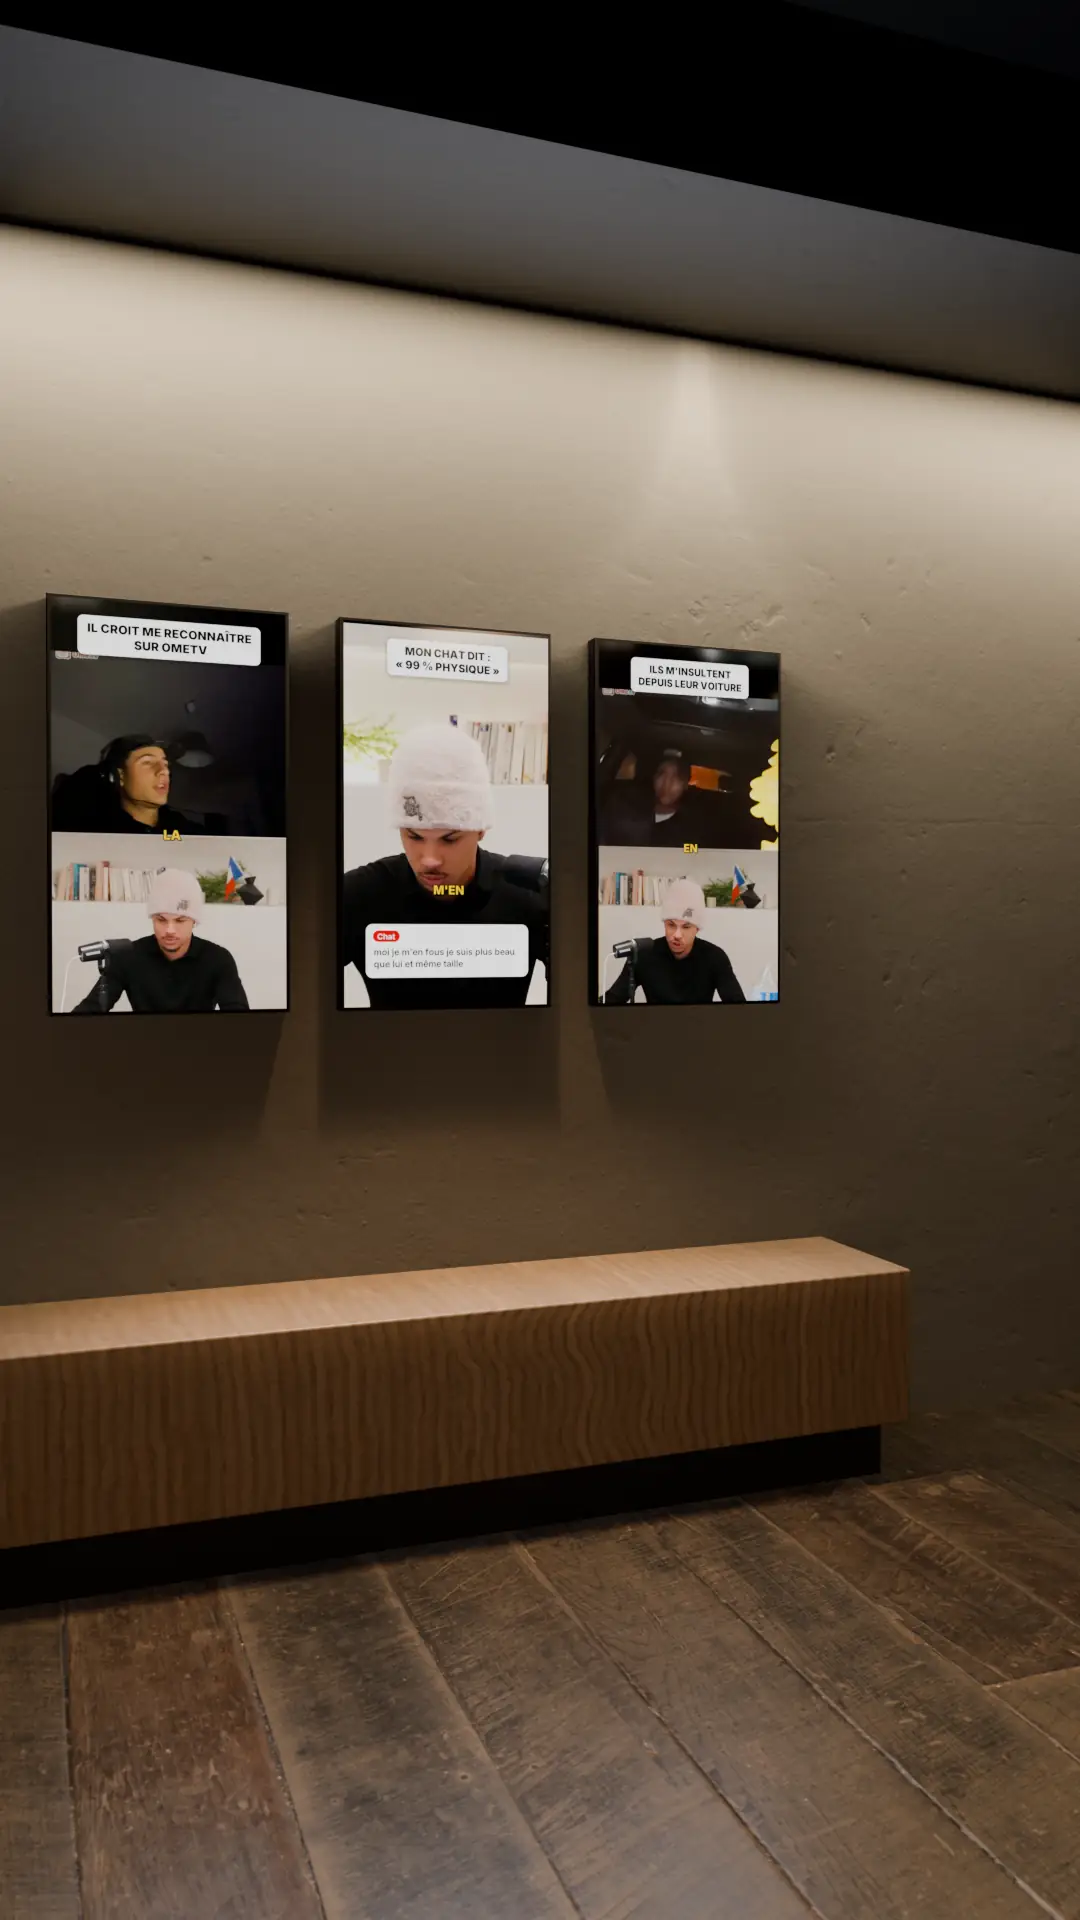 IL CROIT ME RECONNAÎTRE
SUR OMETV
LA
MON CHAT DIT :
« 99 % PHYSIQUE »
M'EN
Chat
moi je m'en fous je suis plus beau
que lui et même taille
ILS M'INSULTENT
DEPUIS LEUR VOITURE
EN